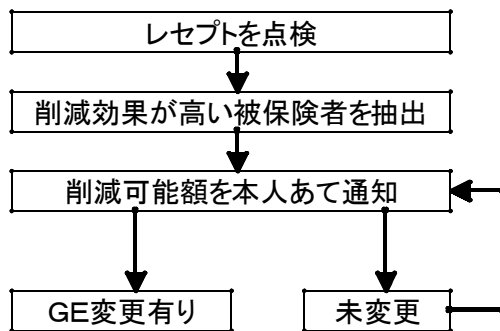 レセプトを点検
削減効果が高い被保険者を抽出
削減可能額を本人あて通知
GE変更有り
未変更